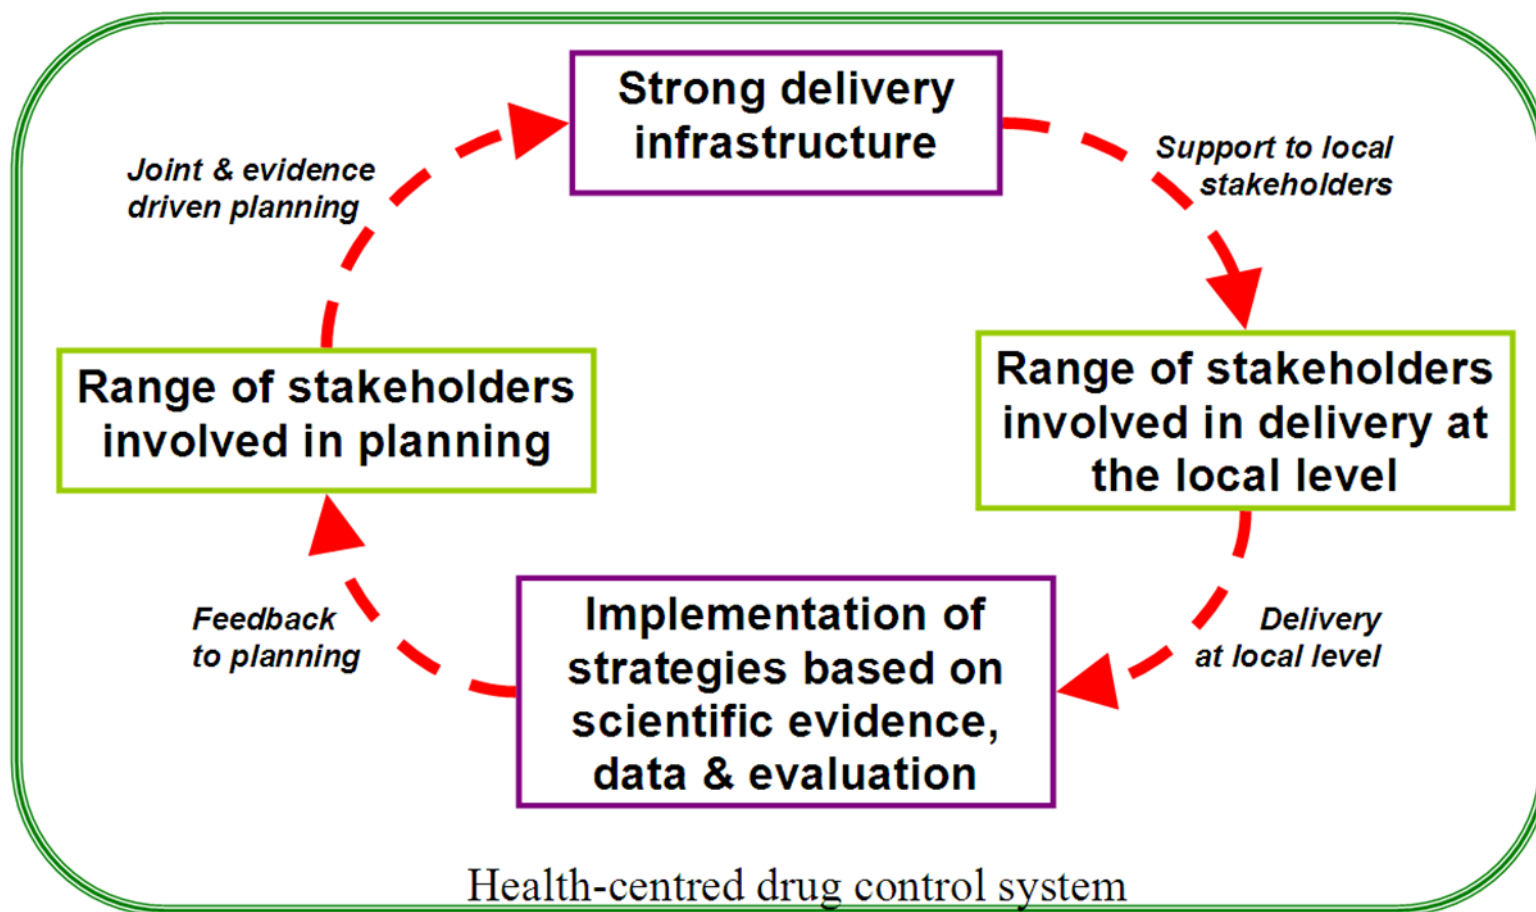 Strong delivery
infrastructure
Joint & evidence
driven planning
Support to local
stakeholders
Range of stakeholders
involved in planning
Range of stakeholders
involved in delivery at
the local level
Feedback
to planning
Implementation of
strategies based on
scientific evidence,
data & evaluation
Delivery
at local level
Health-centred drug control system